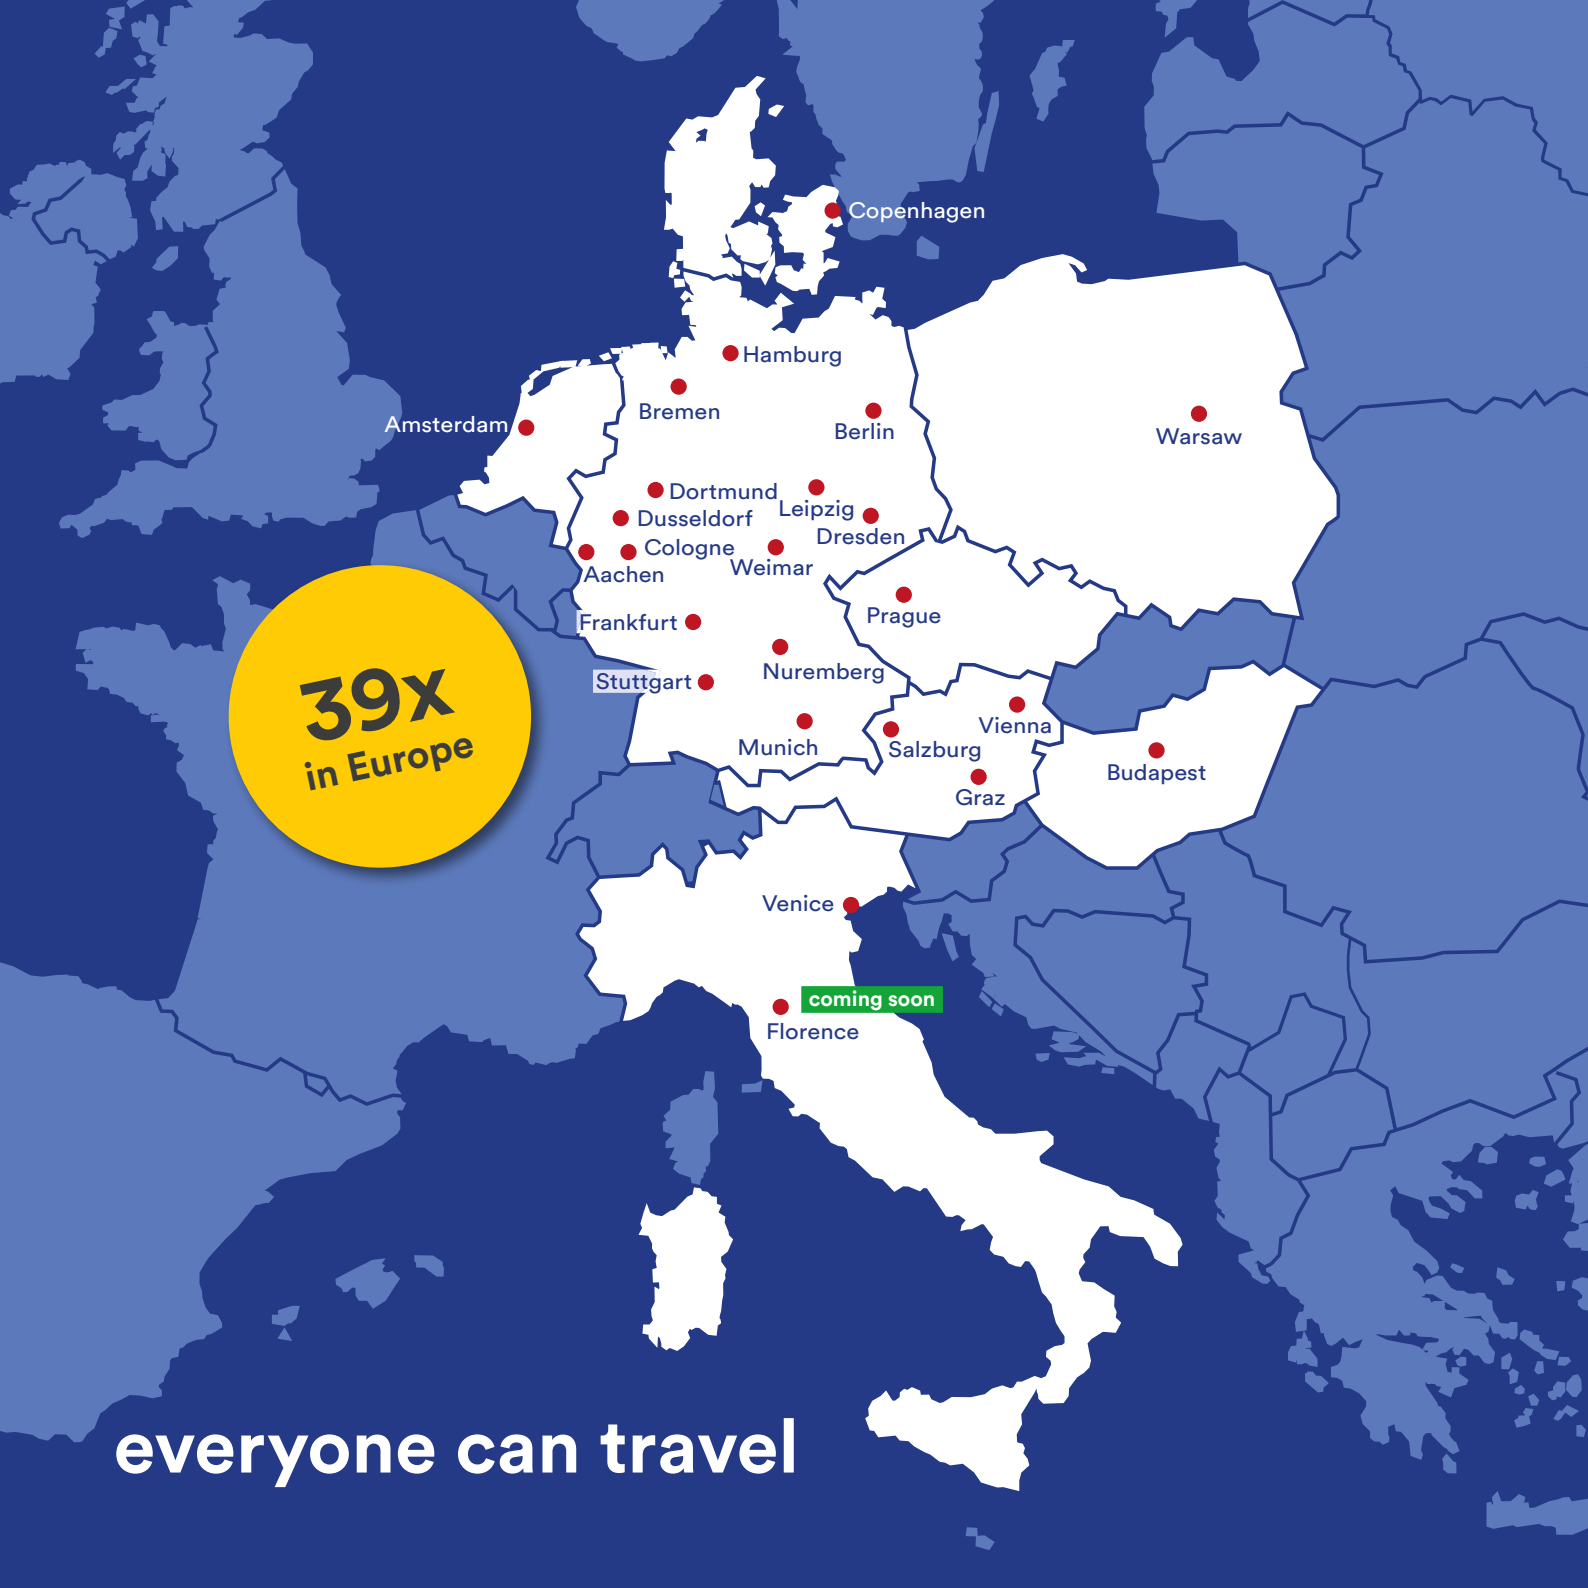 Copenhagen
Hamburg
Bremen
Amsterdam
Berlin
Warsaw
Dortmund
Leipzig
Dusseldorf
Dresden
Cologne
Weimar
Aachen
Prague
Frankfurt
Nuremberg
Stuttgart
39x
in Europe
Vienna
Munich
Salzburg
Budapest
Graz
Venice
coming soon
Florence
everyone can travel